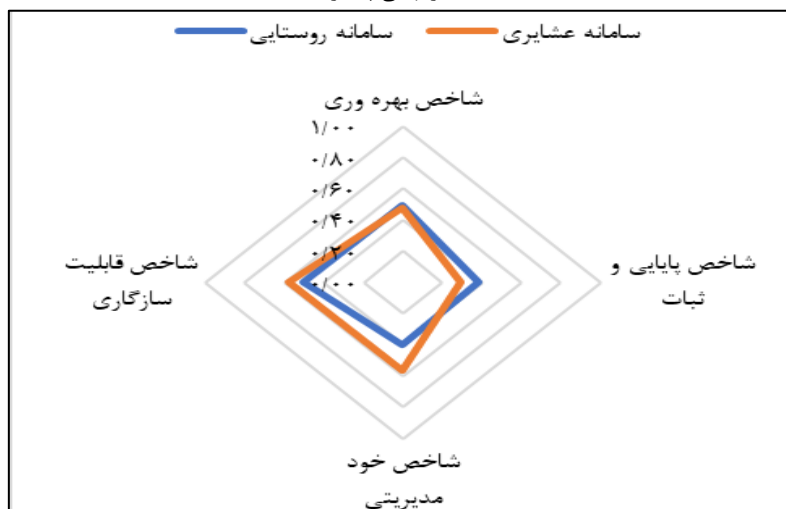 سامانه عشایری
سامانه روستایی
شاخص بهره وری
۱/۰۰
۰/۸۰
۰/۶۰
۰/۴۰
۰/۲۰
۰/۰۰
شاخص پایایی و
ثبات
شاخص قابلیت
سازگاری
شاخص خود
مدیریتی